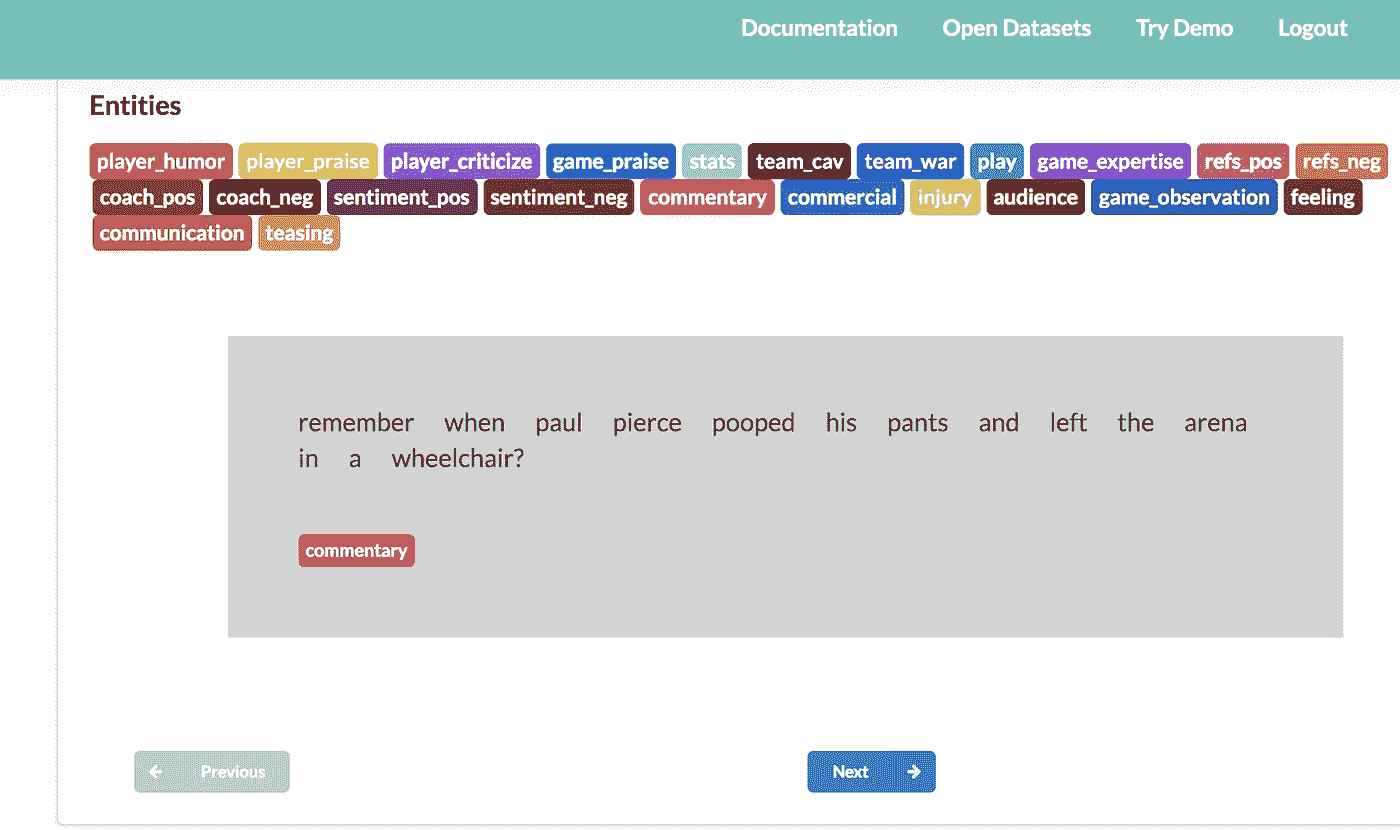 Documentation Open Datasets Try Demo Logout
Entities
player_humor player_praise player_criticize game_praise stats team_cav team_war play game_expertise refs_pos refs_neg
coach_pos coach_neg sentiment_pos sentiment_neg commentary commercial injury audience game_observation feeling
communication teasing
remember when paul pierce pooped his pants and left the arena
in a wheelchair?
commentary
Previous Next